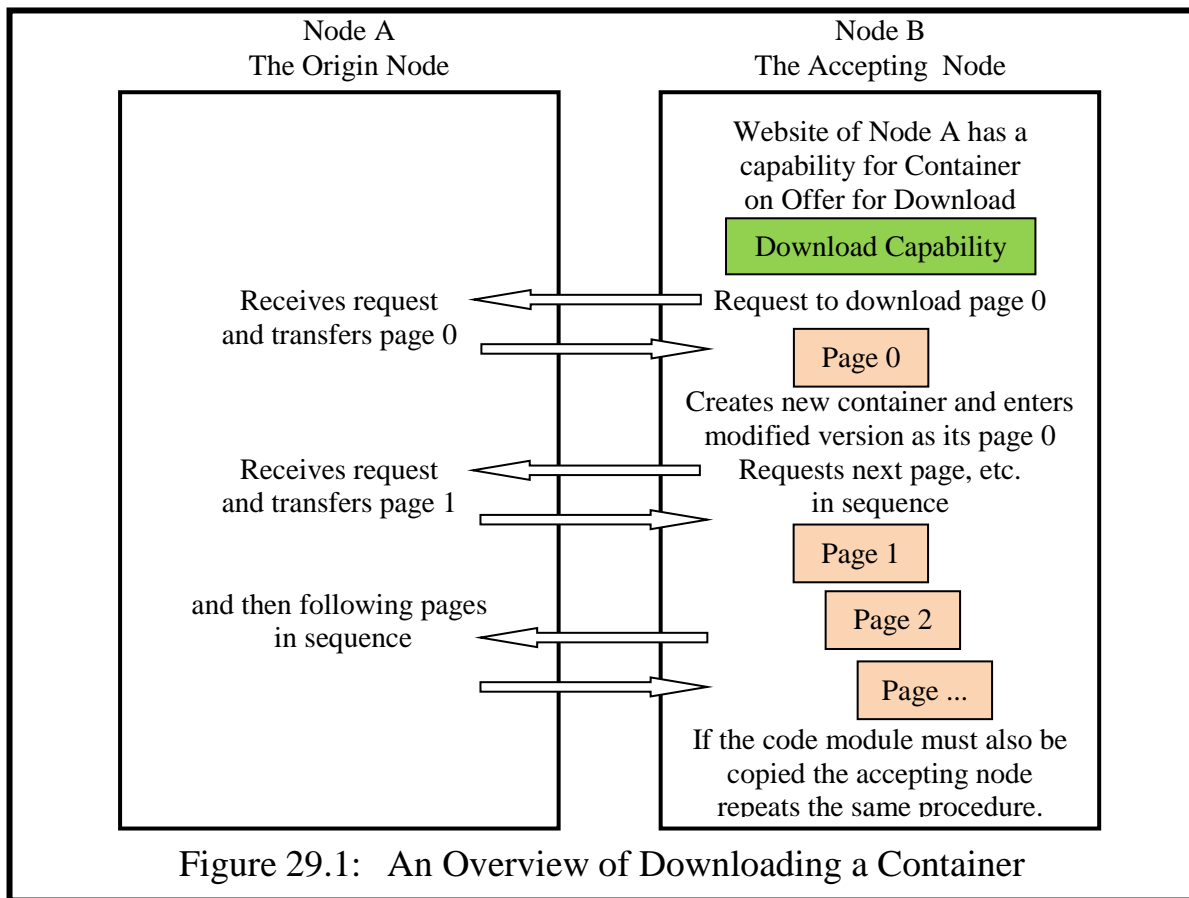 Node A
The Origin Node
Node B
The Accepting Node
Website of Node A has a
capability for Container
on Offer for Download
Download Capability
Receives request
and transfers page 0
Request to download page 0
Page 0
Creates new container and enters
modified version as its page 0
Receives request
and transfers page 1
Requests next page, etc.
in sequence
Page 1
and then following pages
in sequence
Page 2
Page ...
If the code module must also be
copied the accepting node
repeats the same procedure.
Figure 29.1: An Overview of Downloading a Container